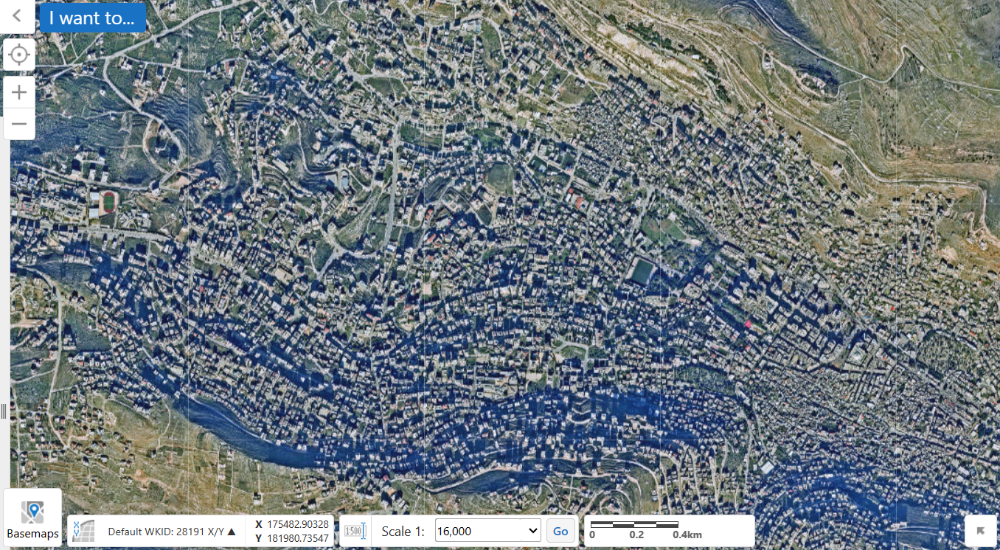 I want to...
Basemaps
XY
Default WKID: 28191 X/Y ▲
X 175482.90328
Y 181980.73547
1:500
Scale 1:
16,000
Go
0 0.2 0.4km